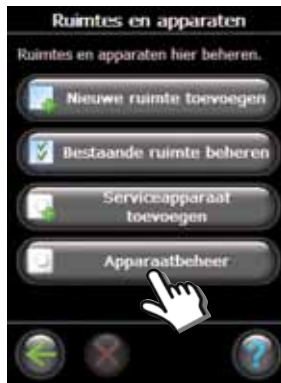 Ruimtes en apparaten
Ruimtes en apparaten hier beheren.
Nieuwe ruimte toevoegen
Bestaande ruimte beheren
Serviceapparaat
toevoegen
Apparaatbeheer
?